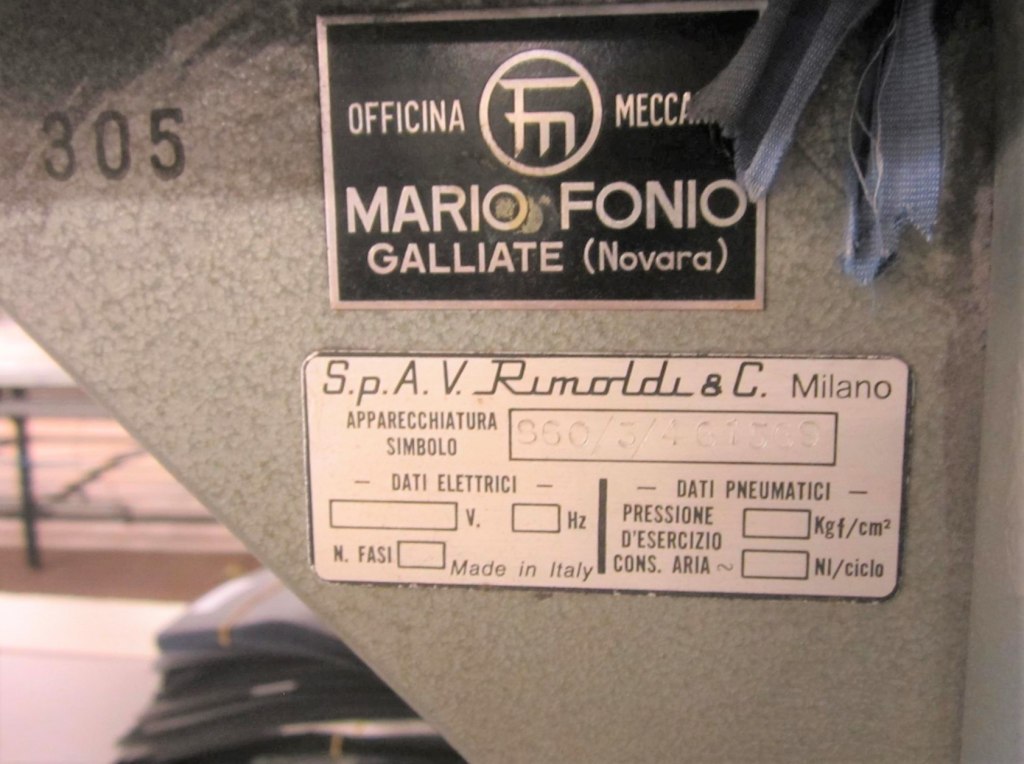 305
OFFICINA
MARIO FONIO
GALLIATE (Novara)
S.p.A. V. Rimoldi & C. Milano
APPARECCHIATURA
SIMBOLO
— DATI ELETTRICI —
V. Hz
N. FASI
Made in Italy
— DATI PNEUMATICI —
PRESSIONE
D'ESERCIZIO Kgf/cm²
CONS. ARIA ~ Nl/ciclo